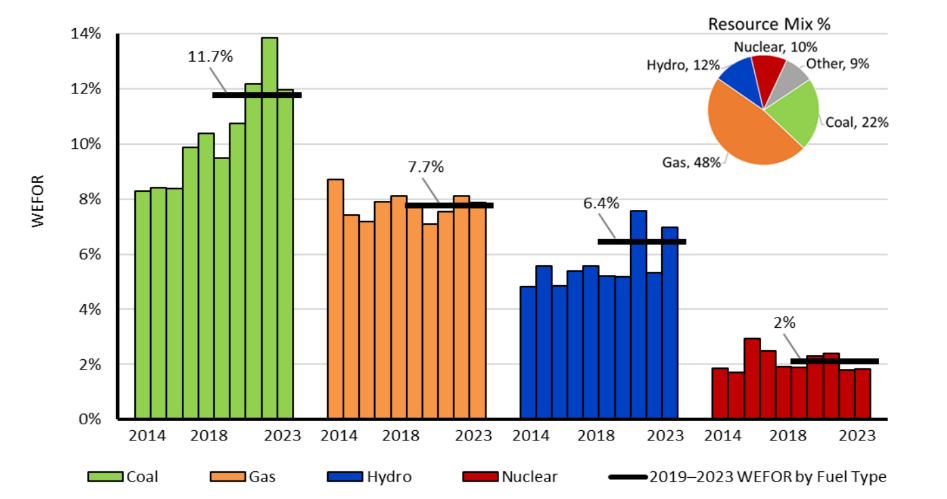 Resource Mix %
Nuclear, 10%
Hydro, 12%
Other, 9%
Coal, 22%
Gas, 48%
WEFOR
14%
12%
10%
8%
6%
4%
2%
0%
11.7%
7.7%
6.4%
2%
2014 2018 2023 2014 2018 2023 2014 2018 2023 2014 2018 2023
Coal Gas Hydro Nuclear 2019–2023 WEFOR by Fuel Type